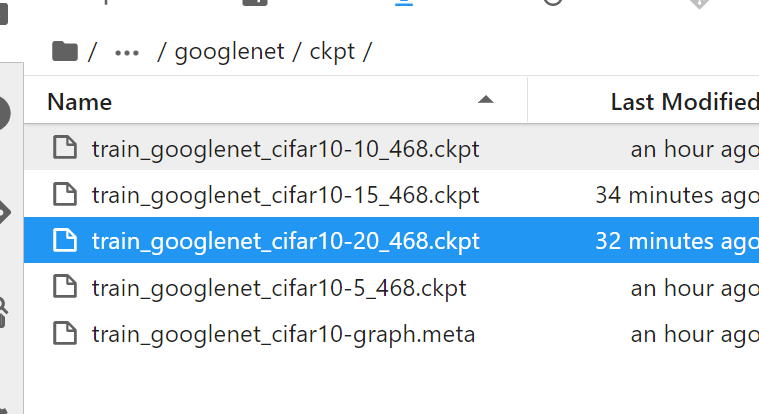 / ··· / googlenet / ckpt /
Name Last Modified
train_googlenet_cifar10-10_468.ckpt an hour ago
train_googlenet_cifar10-15_468.ckpt 34 minutes ago
train_googlenet_cifar10-20_468.ckpt 32 minutes ago
train_googlenet_cifar10-5_468.ckpt an hour ago
train_googlenet_cifar10-graph.meta an hour ago